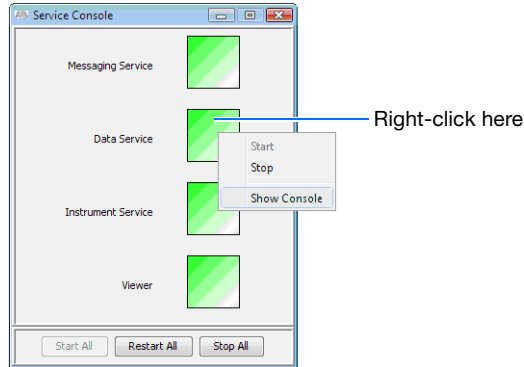 Service Console
Messaging Service
Right-click here
Data Service
Start
Stop
Show Console
Instrument Service
Viewer
Start All
Restart All
Stop All